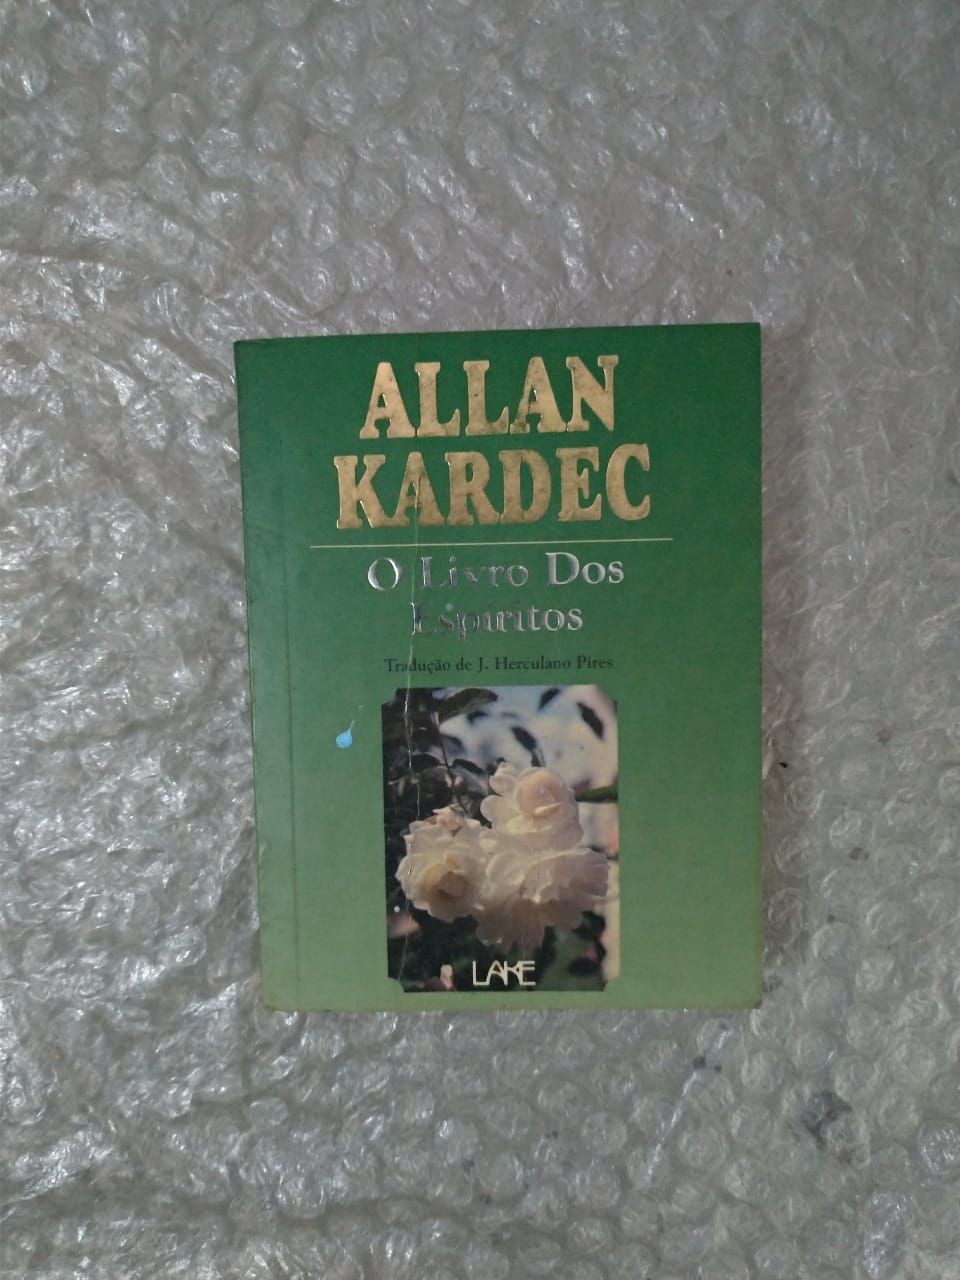 ALLAN
KARDEC
O Livro Dos
Espíritos
Tradução de J. Herculano Pires
LAKE